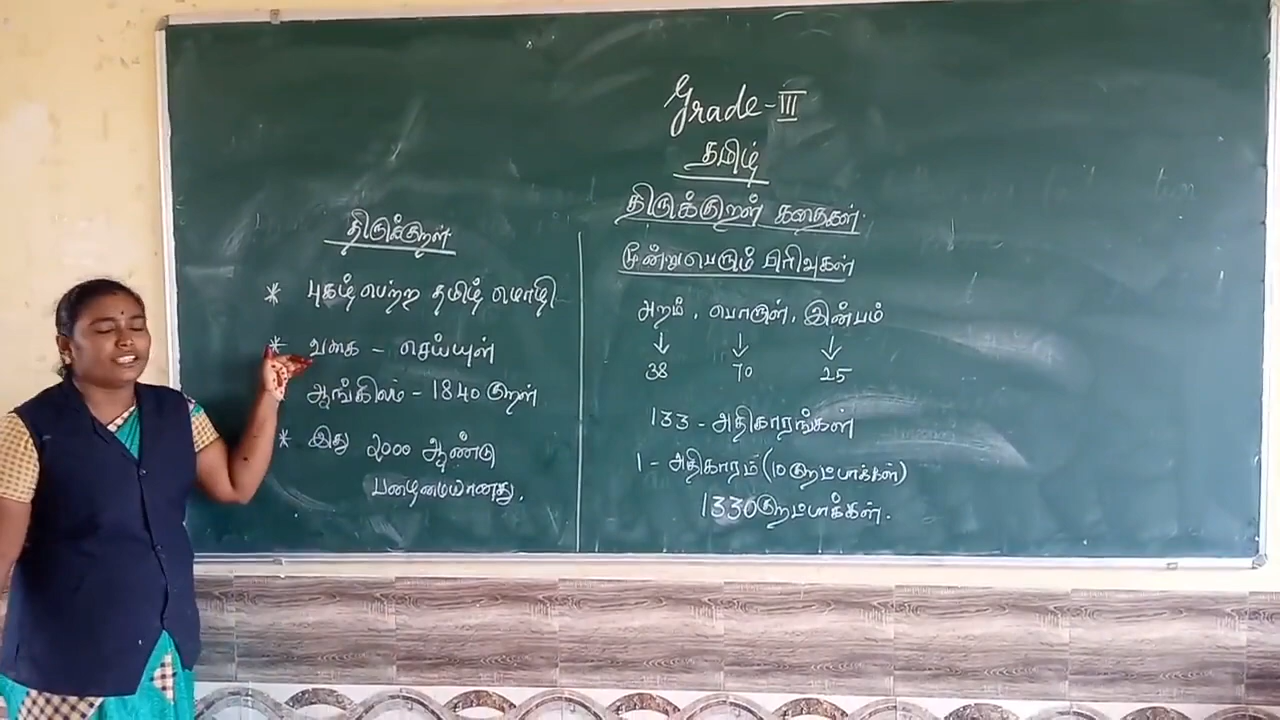 Grade-III
தமிழ்
திருக்குறள் கதைகள்
திருக்குறள்
* புகழ் பெற்ற தமிழ் மொழி
* வகை - செய்யுள்
ஆங்கிலம் - 1840 குறள்
* இது 2000 ஆண்டு
பழைமையானது.
மூன்றுபெரும் பிரிவுகள்
அறம், பொருள், இன்பம்
↓ ↓ ↓
38 70 25
133 - அதிகாரங்கள்
1 - அதிகாரம் (10 குறட்பாக்கள்)
1330 குறட்பாக்கள்.